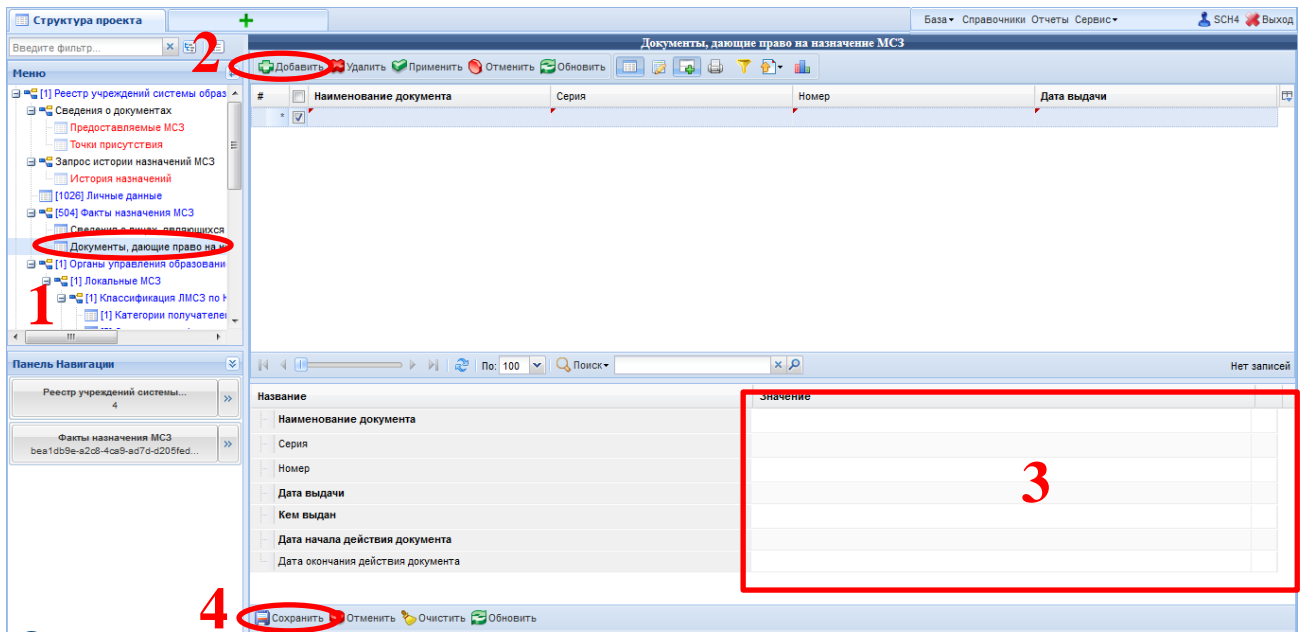 Структура проекта
База Справочники Отчеты Сервис SCH4 Выход
Введите фильтр...
2
Документы, дающие право на назначение МСЗ
Меню
Добавить Удалить Применить Отменить Обновить
[1] Реестр учреждений системы образ
Сведения о документах
Предоставляемые МСЗ
Точки присутствия
Запрос истории назначений МСЗ
История назначений
[1026] Личные данные
[504] Факты назначения МСЗ
Сведения о лицах, являющихся
Документы, дающие право на н
[1] Органы управления образовани
[1] Локальные МСЗ
[1] Классификация ЛМСЗ по К
[1] Категории получателе
1
# Наименование документа Серия Номер Дата выдачи
*
По: 100 Поиск Нет записей
Панель Навигации
Реестр учреждений системы...
4
Факты назначения МСЗ
bea1db9e-a2c8-4ca9-ad7d-d205fed...
Название Значение
Наименование документа
Серия
Номер
Дата выдачи
Кем выдан
Дата начала действия документа
Дата окончания действия документа
3
4
Сохранить Отменить Очистить Обновить